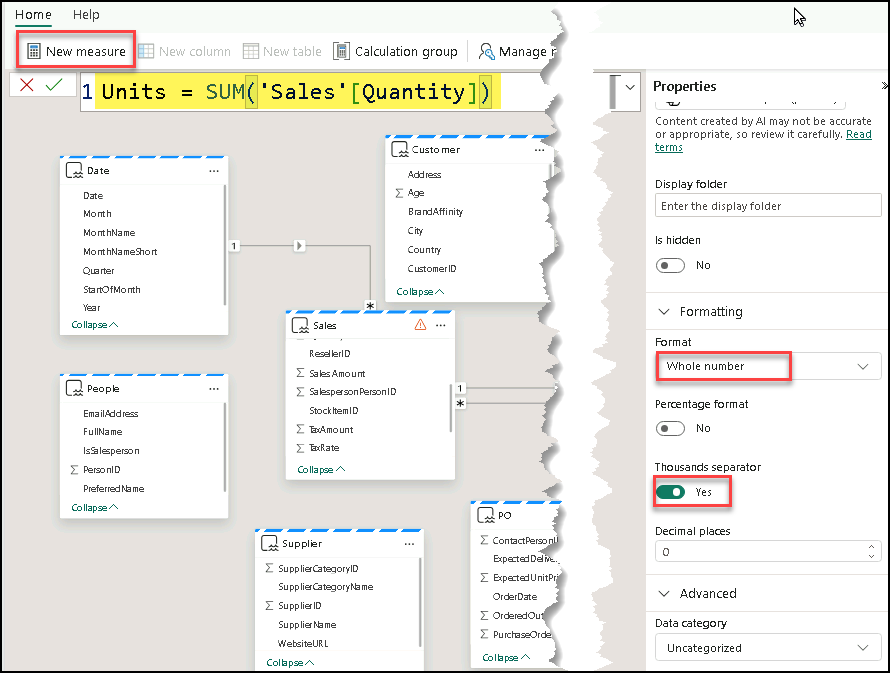 Home Help
New measure New column New table Calculation group Manage
1 Units = SUM('Sales'[Quantity])
Date
Date
Month
MonthName
MonthNameShort
Quarter
StartOfMonth
Year
Collapse
Customer
Address
Age
BrandAffinity
City
Country
CustomerID
Collapse
1
*
Sales
ResellerID
Sales Amount
SalespersonPersonID
StockItemID
TaxAmount
TaxRate
Collapse
1
*
People
EmailAddress
FullName
IsSalesperson
PersonID
PreferredName
Collapse
Supplier
SupplierCategoryID
SupplierCategoryName
SupplierID
SupplierName
WebsiteURL
Collapse
PO
ContactPersonI
ExpectedDelive
ExpectedUnitPri
OrderDate
OrderedOut
PurchaseOrde
Collapse
Properties
Content created by AI may not be accurate
or appropriate, so review it carefully. Read
terms
Display folder
Enter the display folder
Is hidden
No
Formatting
Format
Whole number
Percentage format
No
Thousands separator
Yes
Decimal places
0
Advanced
Data category
Uncategorized